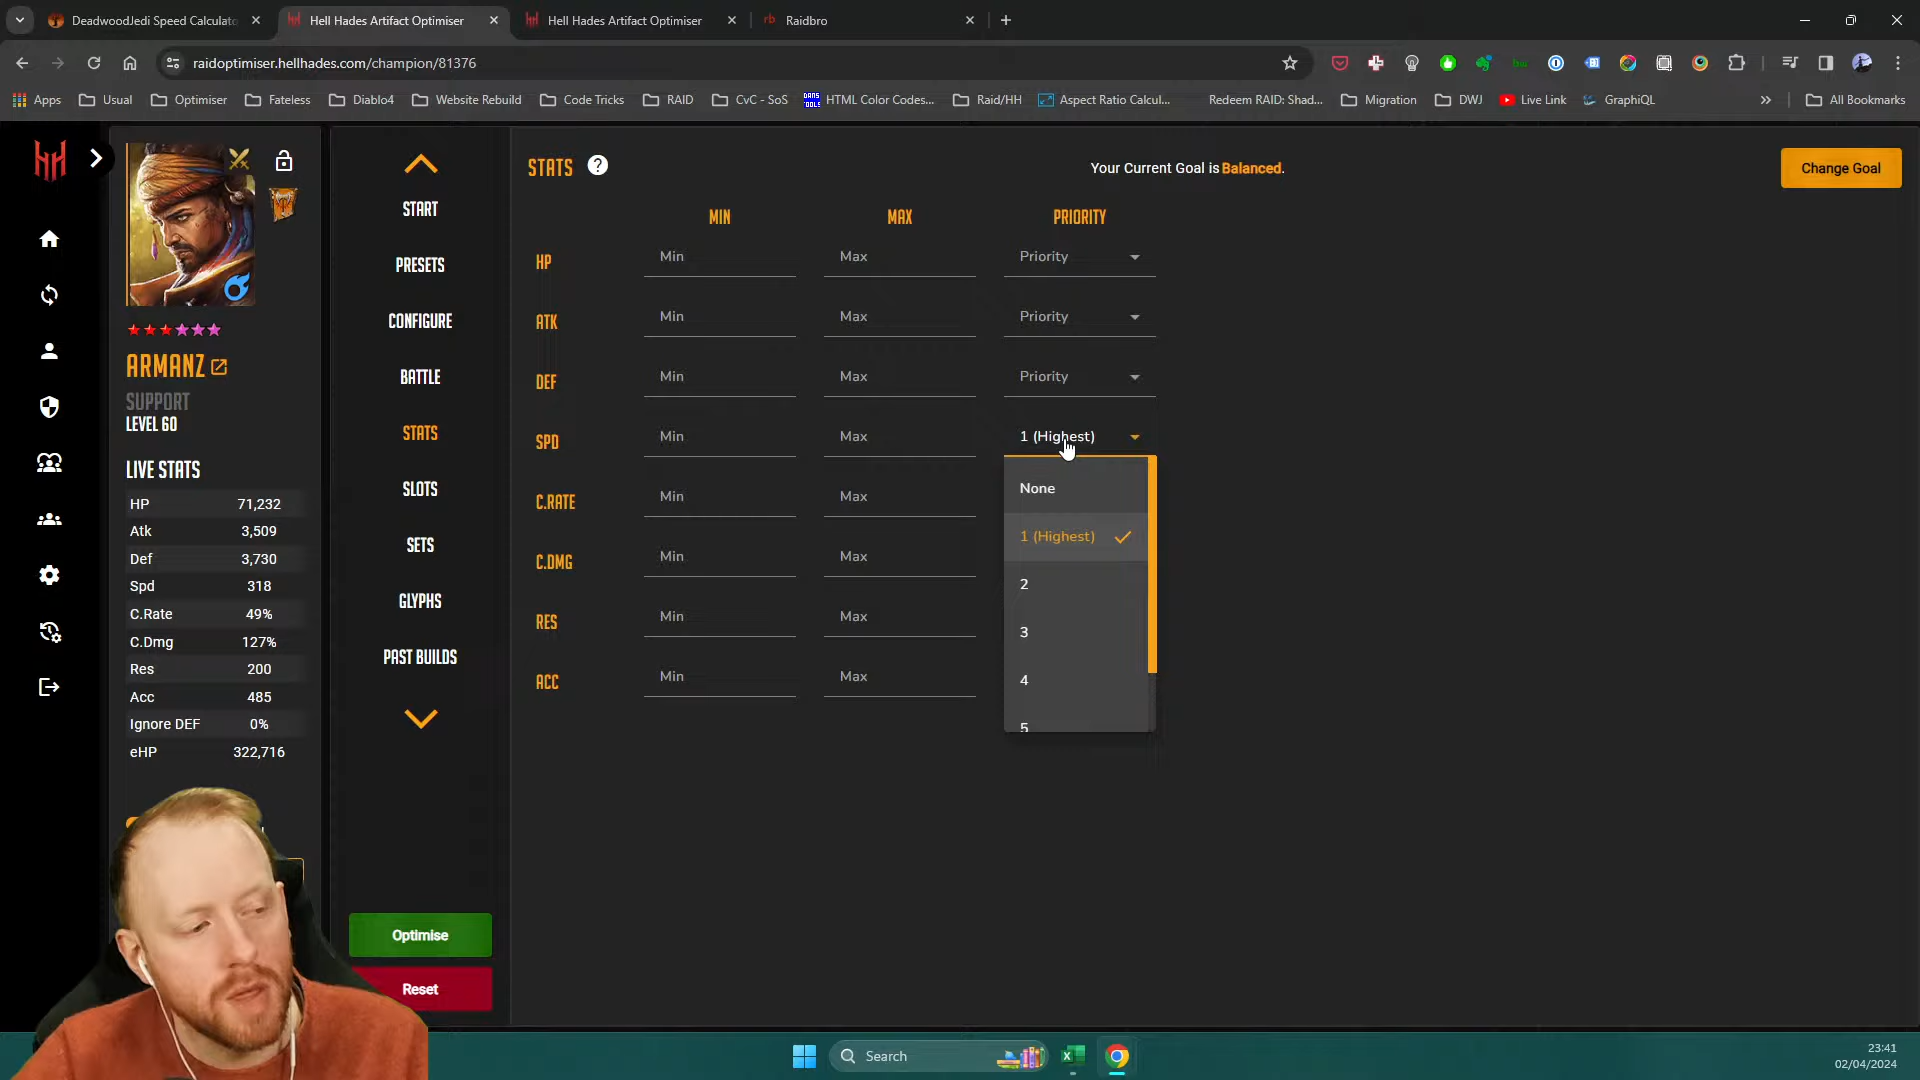 DeadwoodJedi Speed Calculato
Hell Hades Artifact Optimiser
Hell Hades Artifact Optimiser
rb Raidbro
raidoptimiser.hellhades.com/champion/81376
Apps Usual Optimiser Fateless Diablo4 Website Rebuild Code Tricks RAID CvC - SoS HTML Color Codes... Raid/HH Aspect Ratio Calcul... Redeem RAID: Shad... Migration DWJ Live Link GraphiQL All Bookmarks
ARMANZ
SUPPORT
LEVEL 60
LIVE STATS
HP 71,232
Atk 3,509
Def 3,730
Spd 318
C.Rate 49%
C.Dmg 127%
Res 200
Acc 485
Ignore DEF 0%
eHP 322,716
START
PRESETS
CONFIGURE
BATTLE
STATS
SLOTS
SETS
GLYPHS
PAST BUILDS
Optimise
Reset
STATS ?
Your Current Goal is Balanced.
Change Goal
MIN MAX PRIORITY
HP Min Max Priority
ATK Min Max Priority
DEF Min Max Priority
SPD Min Max 1 (Highest)
C.RATE Min Max
C.DMG Min Max
RES Min Max
ACC Min Max
None
1 (Highest)
2
3
4
5
Search
23:41
02/04/2024